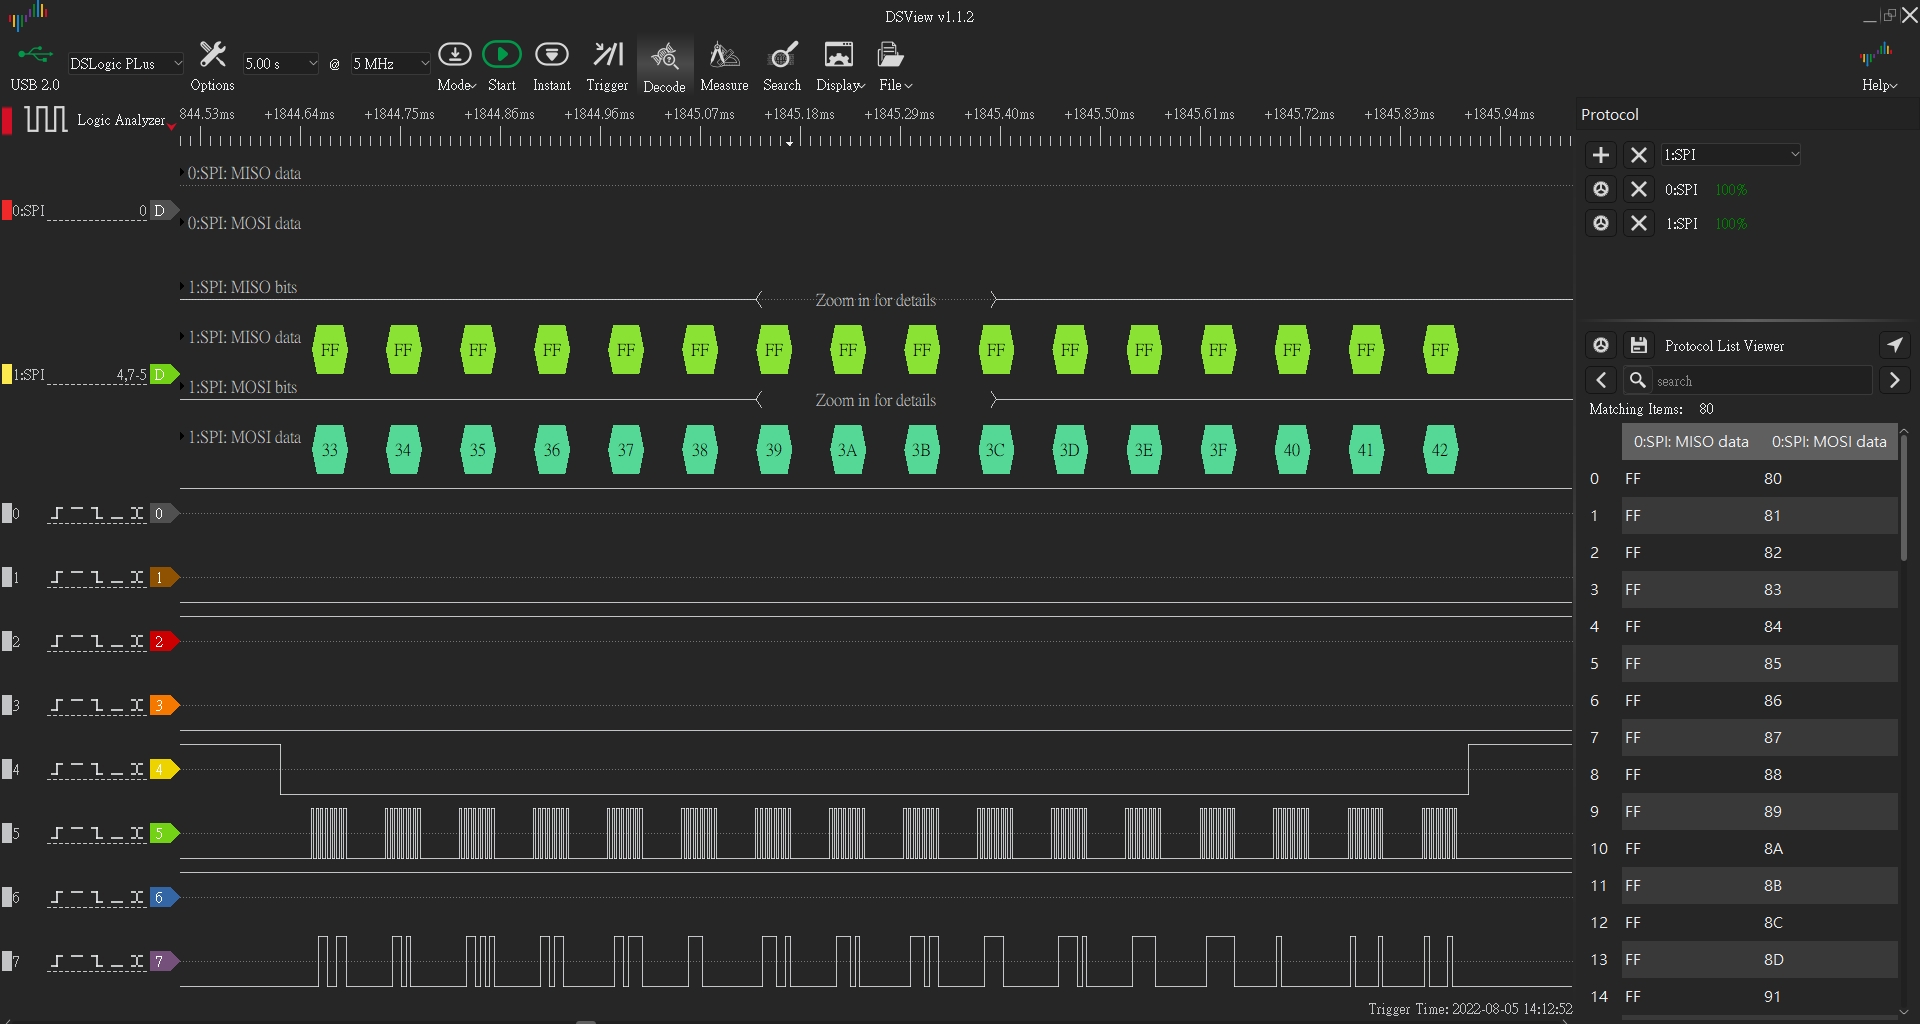 DSView v1.1.2
USB 2.0
DSLogic PLus
Options
5.00 s
@
5 MHz
Mode
Start
Instant
Trigger
Decode
Measure
Search
Display
File
Help
Logic Analyzer
844.53ms +1844.64ms +1844.75ms +1844.86ms +1844.96ms +1845.07ms +1845.18ms +1845.29ms +1845.40ms +1845.50ms +1845.61ms +1845.72ms +1845.83ms +1845.94ms
0:SPI: MISO data
0:SPI 0 D
0:SPI: MOSI data
1:SPI: MISO bits
Zoom in for details
1:SPI: MISO data
FF FF FF FF FF FF FF FF FF FF FF FF FF FF FF FF
1:SPI 4,7-5 D
1:SPI: MOSI bits
Zoom in for details
1:SPI: MOSI data
33 34 35 36 37 38 39 3A 3B 3C 3D 3E 3F 40 41 42
0 0
1 1
2 2
3 3
4 4
5 5
6 6
7 7
Trigger Time: 2022-08-05 14:12:52
Protocol
1:SPI
0:SPI 100%
1:SPI 100%
Protocol List Viewer
search
Matching Items: 80
0:SPI: MISO data 0:SPI: MOSI data
0 FF 80
1 FF 81
2 FF 82
3 FF 83
4 FF 84
5 FF 85
6 FF 86
7 FF 87
8 FF 88
9 FF 89
10 FF 8A
11 FF 8B
12 FF 8C
13 FF 8D
14 FF 91